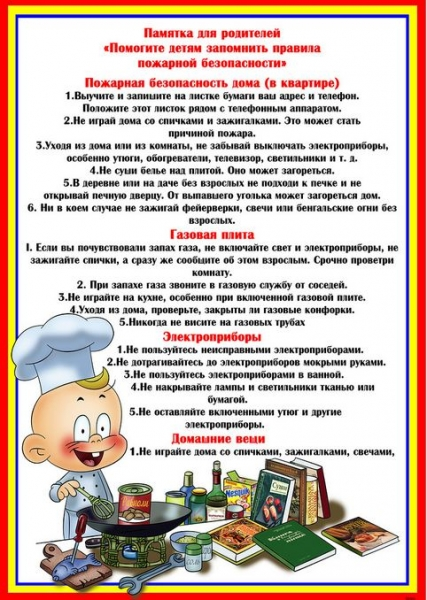 Памятка для родителей
«Помогите детям запомнить правила
пожарной безопасности»
Пожарная безопасность дома (в квартире)
1.Выучите и запишите на листке бумаги ваш адрес и телефон.
Положите этот листок рядом с телефонным аппаратом.
2.Не играй дома со спичками и зажигалками. Это может стать
причиной пожара.
3.Уходя из дома или из комнаты, не забывай выключать электроприборы,
особенно утюги, обогреватели, телевизор, светильники и т. д.
4.Не суши белье над плитой. Оно может загореться.
5.В деревне или на даче без взрослых не подходи к печке и не
открывай печную дверцу. От выпавшего уголька может загореться дом.
6. Ни в коем случае не зажигай фейерверки, свечи или бенгальские огни без
взрослых.
Газовая плита
I. Если вы почувствовали запах газа, не включайте свет и электроприборы, не
зажигайте спички, а сразу же сообщите об этом взрослым. Срочно проветри
комнату.
2. При запахе газа звоните в газовую службу от соседей.
3.Не играйте на кухне, особенно при включенной газовой плите.
4.Уходя из дома, проверьте, закрыты ли газовые конфорки.
5.Никогда не висите на газовых трубах
Электроприборы
1.Не пользуйтесь неисправными электроприборами.
2.Не дотрагивайтесь до электроприборов мокрыми руками.
3.Не пользуйтесь электроприборами в ванной.
4.Не накрывайте лампы и светильники тканью или
бумагой.
5.Не оставляйте включенными утюг и другие
электроприборы.
Домашние вещи
1.Не играйте дома со спичками, зажигалками, свечами,
Nesquik